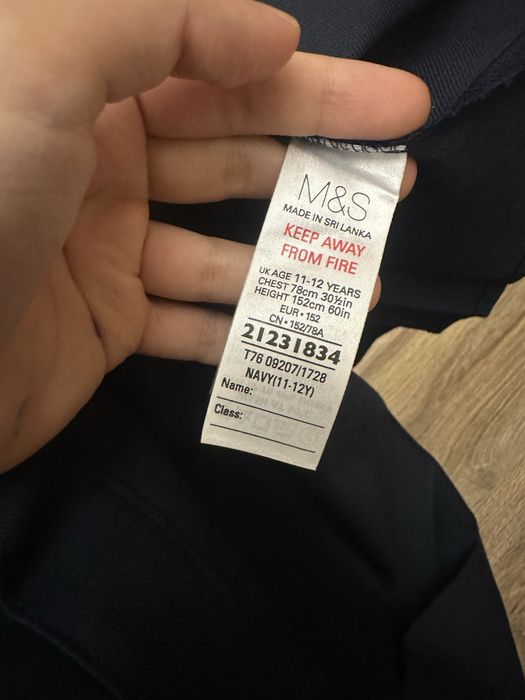 M&S
MADE IN SRI LANKA
KEEP AWAY
FROM FIRE
UK AGE 11-12 YEARS
CHEST 78cm 30½in
HEIGHT 152cm 60in
EUR • 152
CN • 152/78A
21231834
T76 09207/1728
NAVY(11-12Y)
Name:
Class: